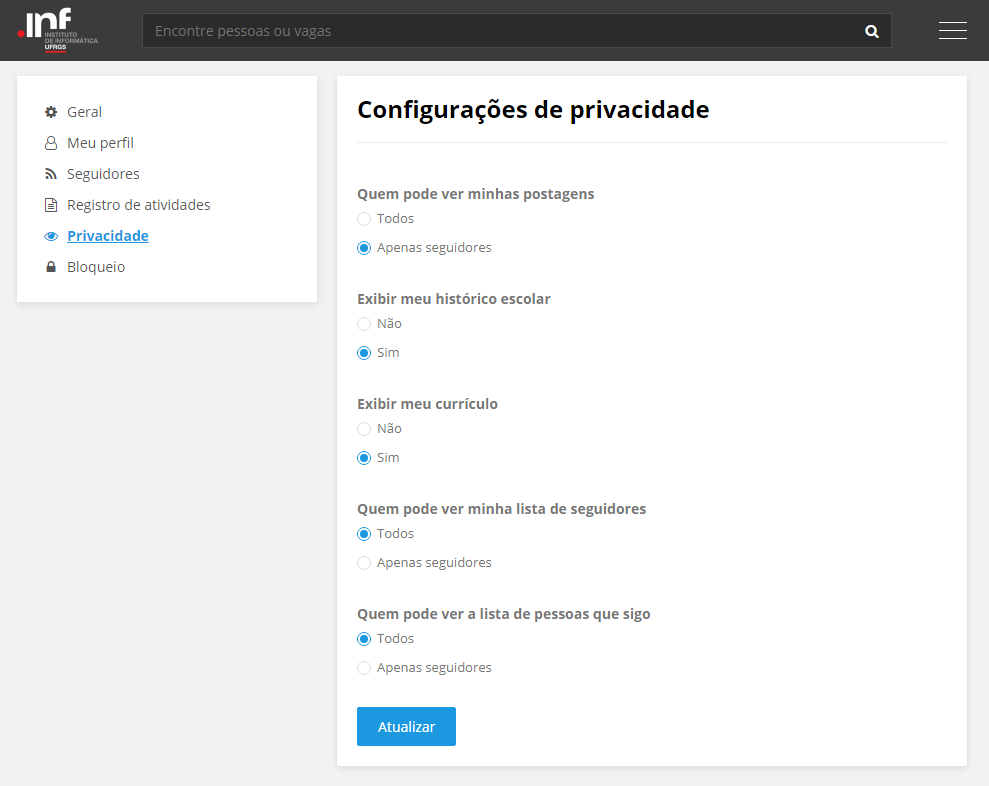 .inf
INSTITUTO
DE INFORMÁTICA
UFRGS
Encontre pessoas ou vagas
Geral
Meu perfil
Seguidores
Registro de atividades
Privacidade
Bloqueio
Configurações de privacidade
Quem pode ver minhas postagens
Todos
Apenas seguidores
Exibir meu histórico escolar
Não
Sim
Exibir meu currículo
Não
Sim
Quem pode ver minha lista de seguidores
Todos
Apenas seguidores
Quem pode ver a lista de pessoas que sigo
Todos
Apenas seguidores
Atualizar